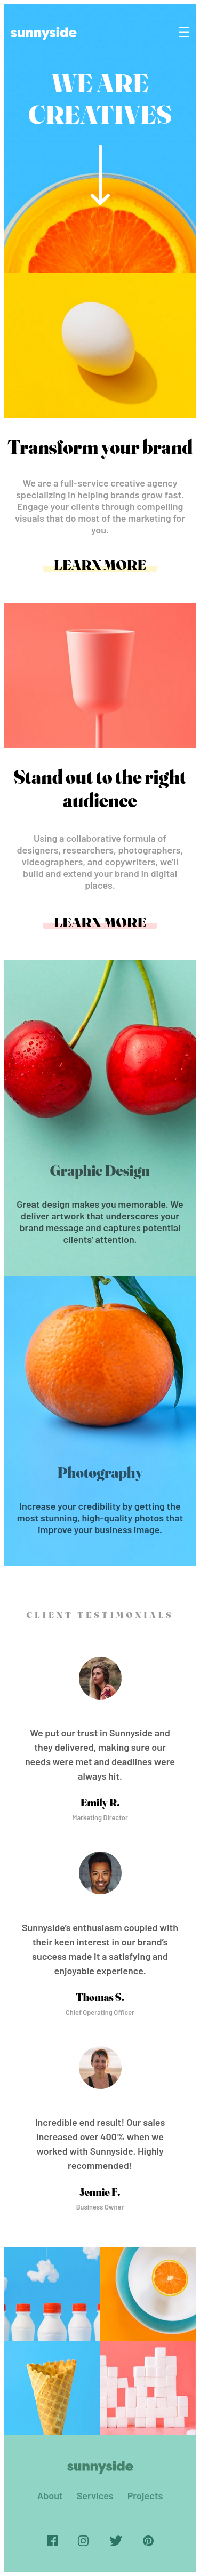 sunnyside
WE ARE
CREATIVES
Transform your brand
We are a full-service creative agency
specializing in helping brands grow fast.
Engage your clients through compelling
visuals that do most of the marketing for
you.
LEARN MORE
Stand out to the right
audience
Using a collaborative formula of
designers, researchers, photographers,
videographers, and copywriters, we'll
build and extend your brand in digital
places.
LEARN MORE
Graphic Design
Great design makes you memorable. We
deliver artwork that underscores your
brand message and captures potential
clients' attention.
Photography
Increase your credibility by getting the
most stunning, high-quality photos that
improve your business image.
CLIENT TESTIMONIALS
We put our trust in Sunnyside and
they delivered, making sure our
needs were met and deadlines were
always hit.
Emily R.
Marketing Director
Sunnyside's enthusiasm coupled with
their keen interest in our brand's
success made it a satisfying and
enjoyable experience.
Thomas S.
Chief Operating Officer
Incredible end result! Our sales
increased over 400% when we
worked with Sunnyside. Highly
recommended!
Jennie F.
Business Owner
sunnyside
About Services Projects